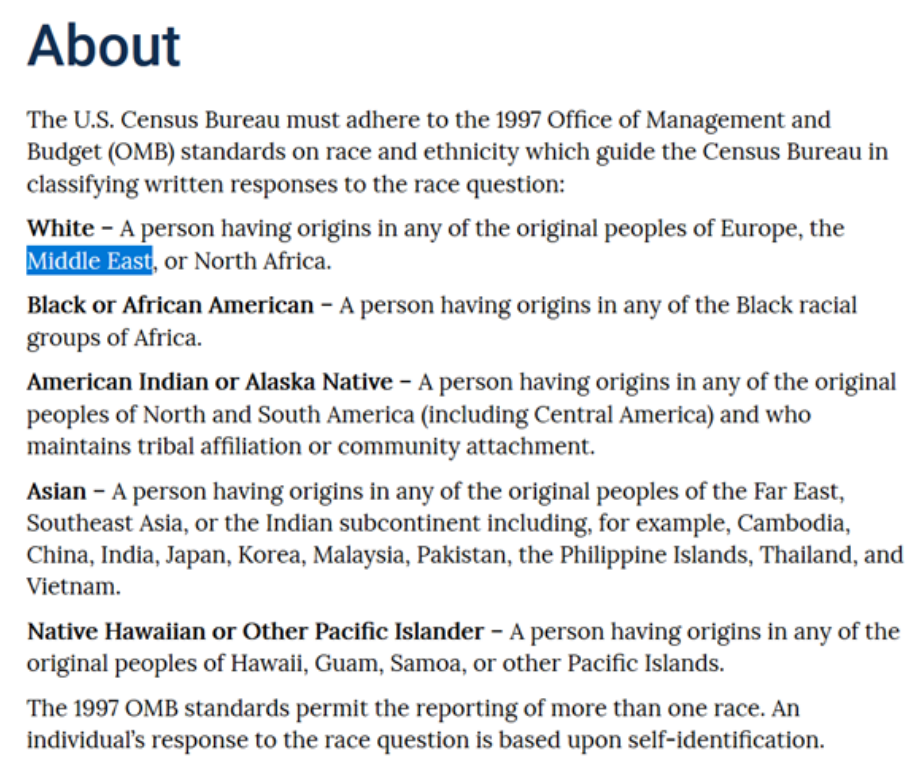 About
The U.S. Census Bureau must adhere to the 1997 Office of Management and
Budget (OMB) standards on race and ethnicity which guide the Census Bureau in
classifying written responses to the race question:
White – A person having origins in any of the original peoples of Europe, the
Middle East, or North Africa.
Black or African American – A person having origins in any of the Black racial
groups of Africa.
American Indian or Alaska Native – A person having origins in any of the original
peoples of North and South America (including Central America) and who
maintains tribal affiliation or community attachment.
Asian – A person having origins in any of the original peoples of the Far East,
Southeast Asia, or the Indian subcontinent including, for example, Cambodia,
China, India, Japan, Korea, Malaysia, Pakistan, the Philippine Islands, Thailand, and
Vietnam.
Native Hawaiian or Other Pacific Islander – A person having origins in any of the
original peoples of Hawaii, Guam, Samoa, or other Pacific Islands.
The 1997 OMB standards permit the reporting of more than one race. An
individual's response to the race question is based upon self-identification.